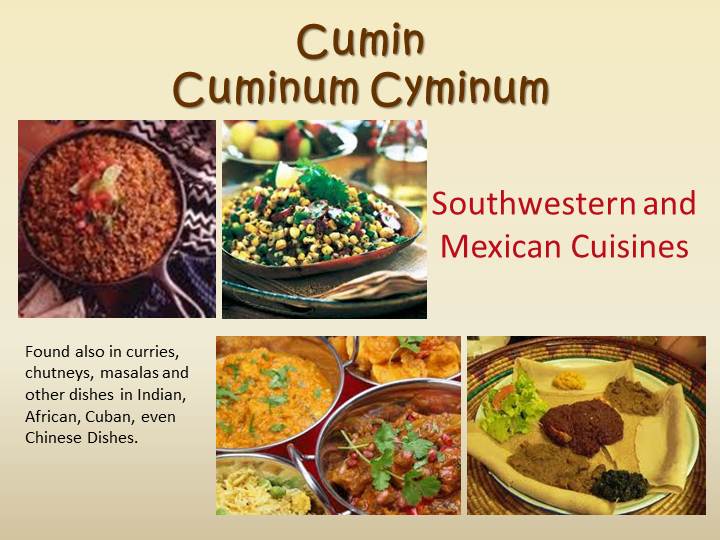 Cumin
Cuminum Cyminum
Southwestern and
Mexican Cuisines
Found also in curries,
chutneys, masalas and
other dishes in Indian,
African, Cuban, even
Chinese Dishes.